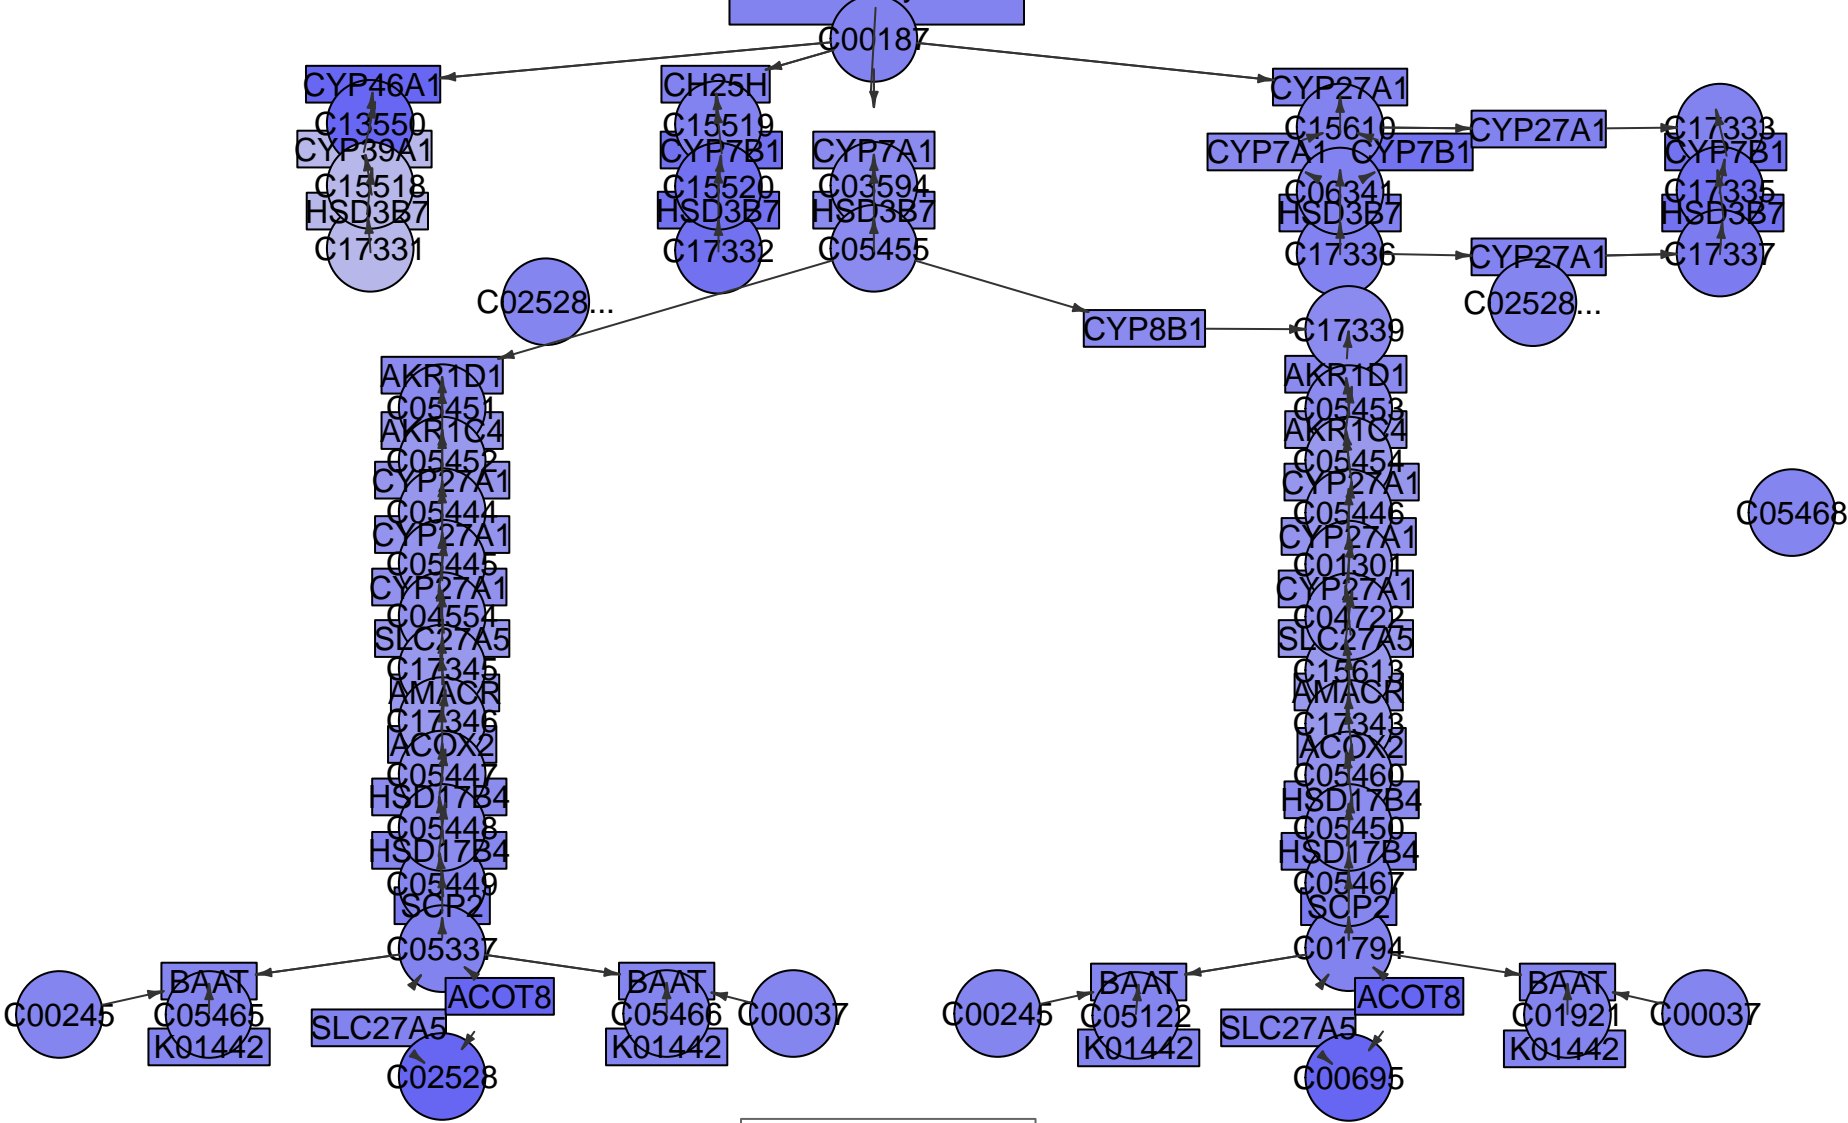 C00187
CYP46A1
CH25H
CYP27A1
C13550
C15519
C15610
CYP27A1
C17333
CYP39A1
CYP7B1
CYP7A1
CYP7A1
CYP7B1
CYP7B1
C15518
C15520
C03594
C06341
C17335
HSD3B7
HSD3B7
HSD3B7
HSD3B7
HSD3B7
C17331
C17332
C05455
C17336
CYP27A1
C17337
C02528...
C02528...
CYP8B1
C17339
AKR1D1
AKR1D1
C05451
C05453
AKR1C4
AKR1C4
C05452
C05454
CYP27A1
CYP27A1
C05444
C05446
C05468
CYP27A1
CYP27A1
C05445
C01301
CYP27A1
CYP27A1
C04554
C04722
SLC27A5
SLC27A5
C17345
C15613
AMACR
AMACR
C17346
C17343
ACOX2
ACOX2
C05447
C05460
HSD17B4
HSD17B4
C05448
C05450
HSD17B4
HSD17B4
C05449
C05467
SCP2
SCP2
C05337
C01794
BAAT
BAAT
BAAT
BAAT
ACOT8
ACOT8
C00245
C05465
C05466
C00037
C00245
C05122
C01921
C00037
SLC27A5
SLC27A5
K01442
K01442
K01442
K01442
C02528
C00695